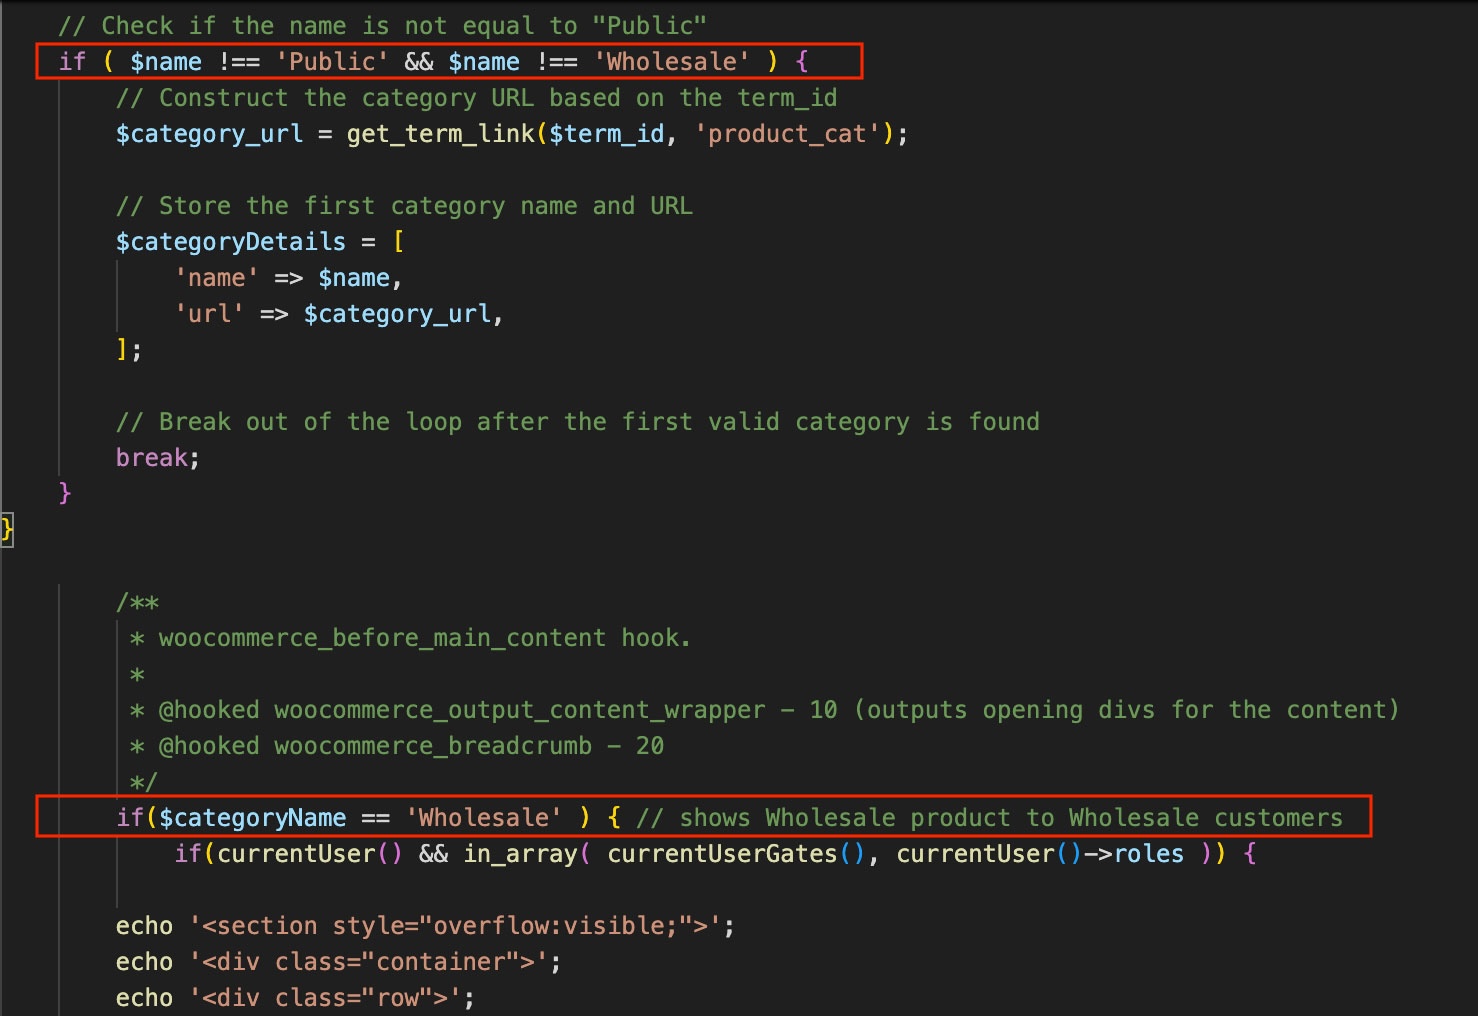 // Check if the name is not equal to "Public"
if ( $name !== 'Public' && $name !== 'Wholesale' ) {
// Construct the category URL based on the term_id
$category_url = get_term_link($term_id, 'product_cat');
// Store the first category name and URL
$categoryDetails = [
'name' => $name,
'url' => $category_url,
];
// Break out of the loop after the first valid category is found
break;
}
}
/**
* woocommerce_before_main_content hook.
*
* @hooked woocommerce_output_content_wrapper – 10 (outputs opening divs for the content)
* @hooked woocommerce_breadcrumb – 20
*/
if($categoryName == 'Wholesale' ) { // shows Wholesale product to Wholesale customers
if(currentUser() && in_array( currentUserGates(), currentUser()->roles )) {
echo '<section style="overflow:visible;">';
echo '<div class="container">';
echo '<div class="row">';